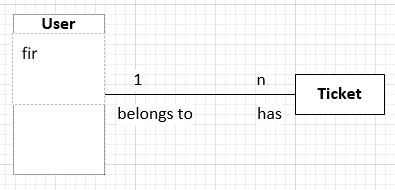 User
fir
1 n
Ticket
belongs to has